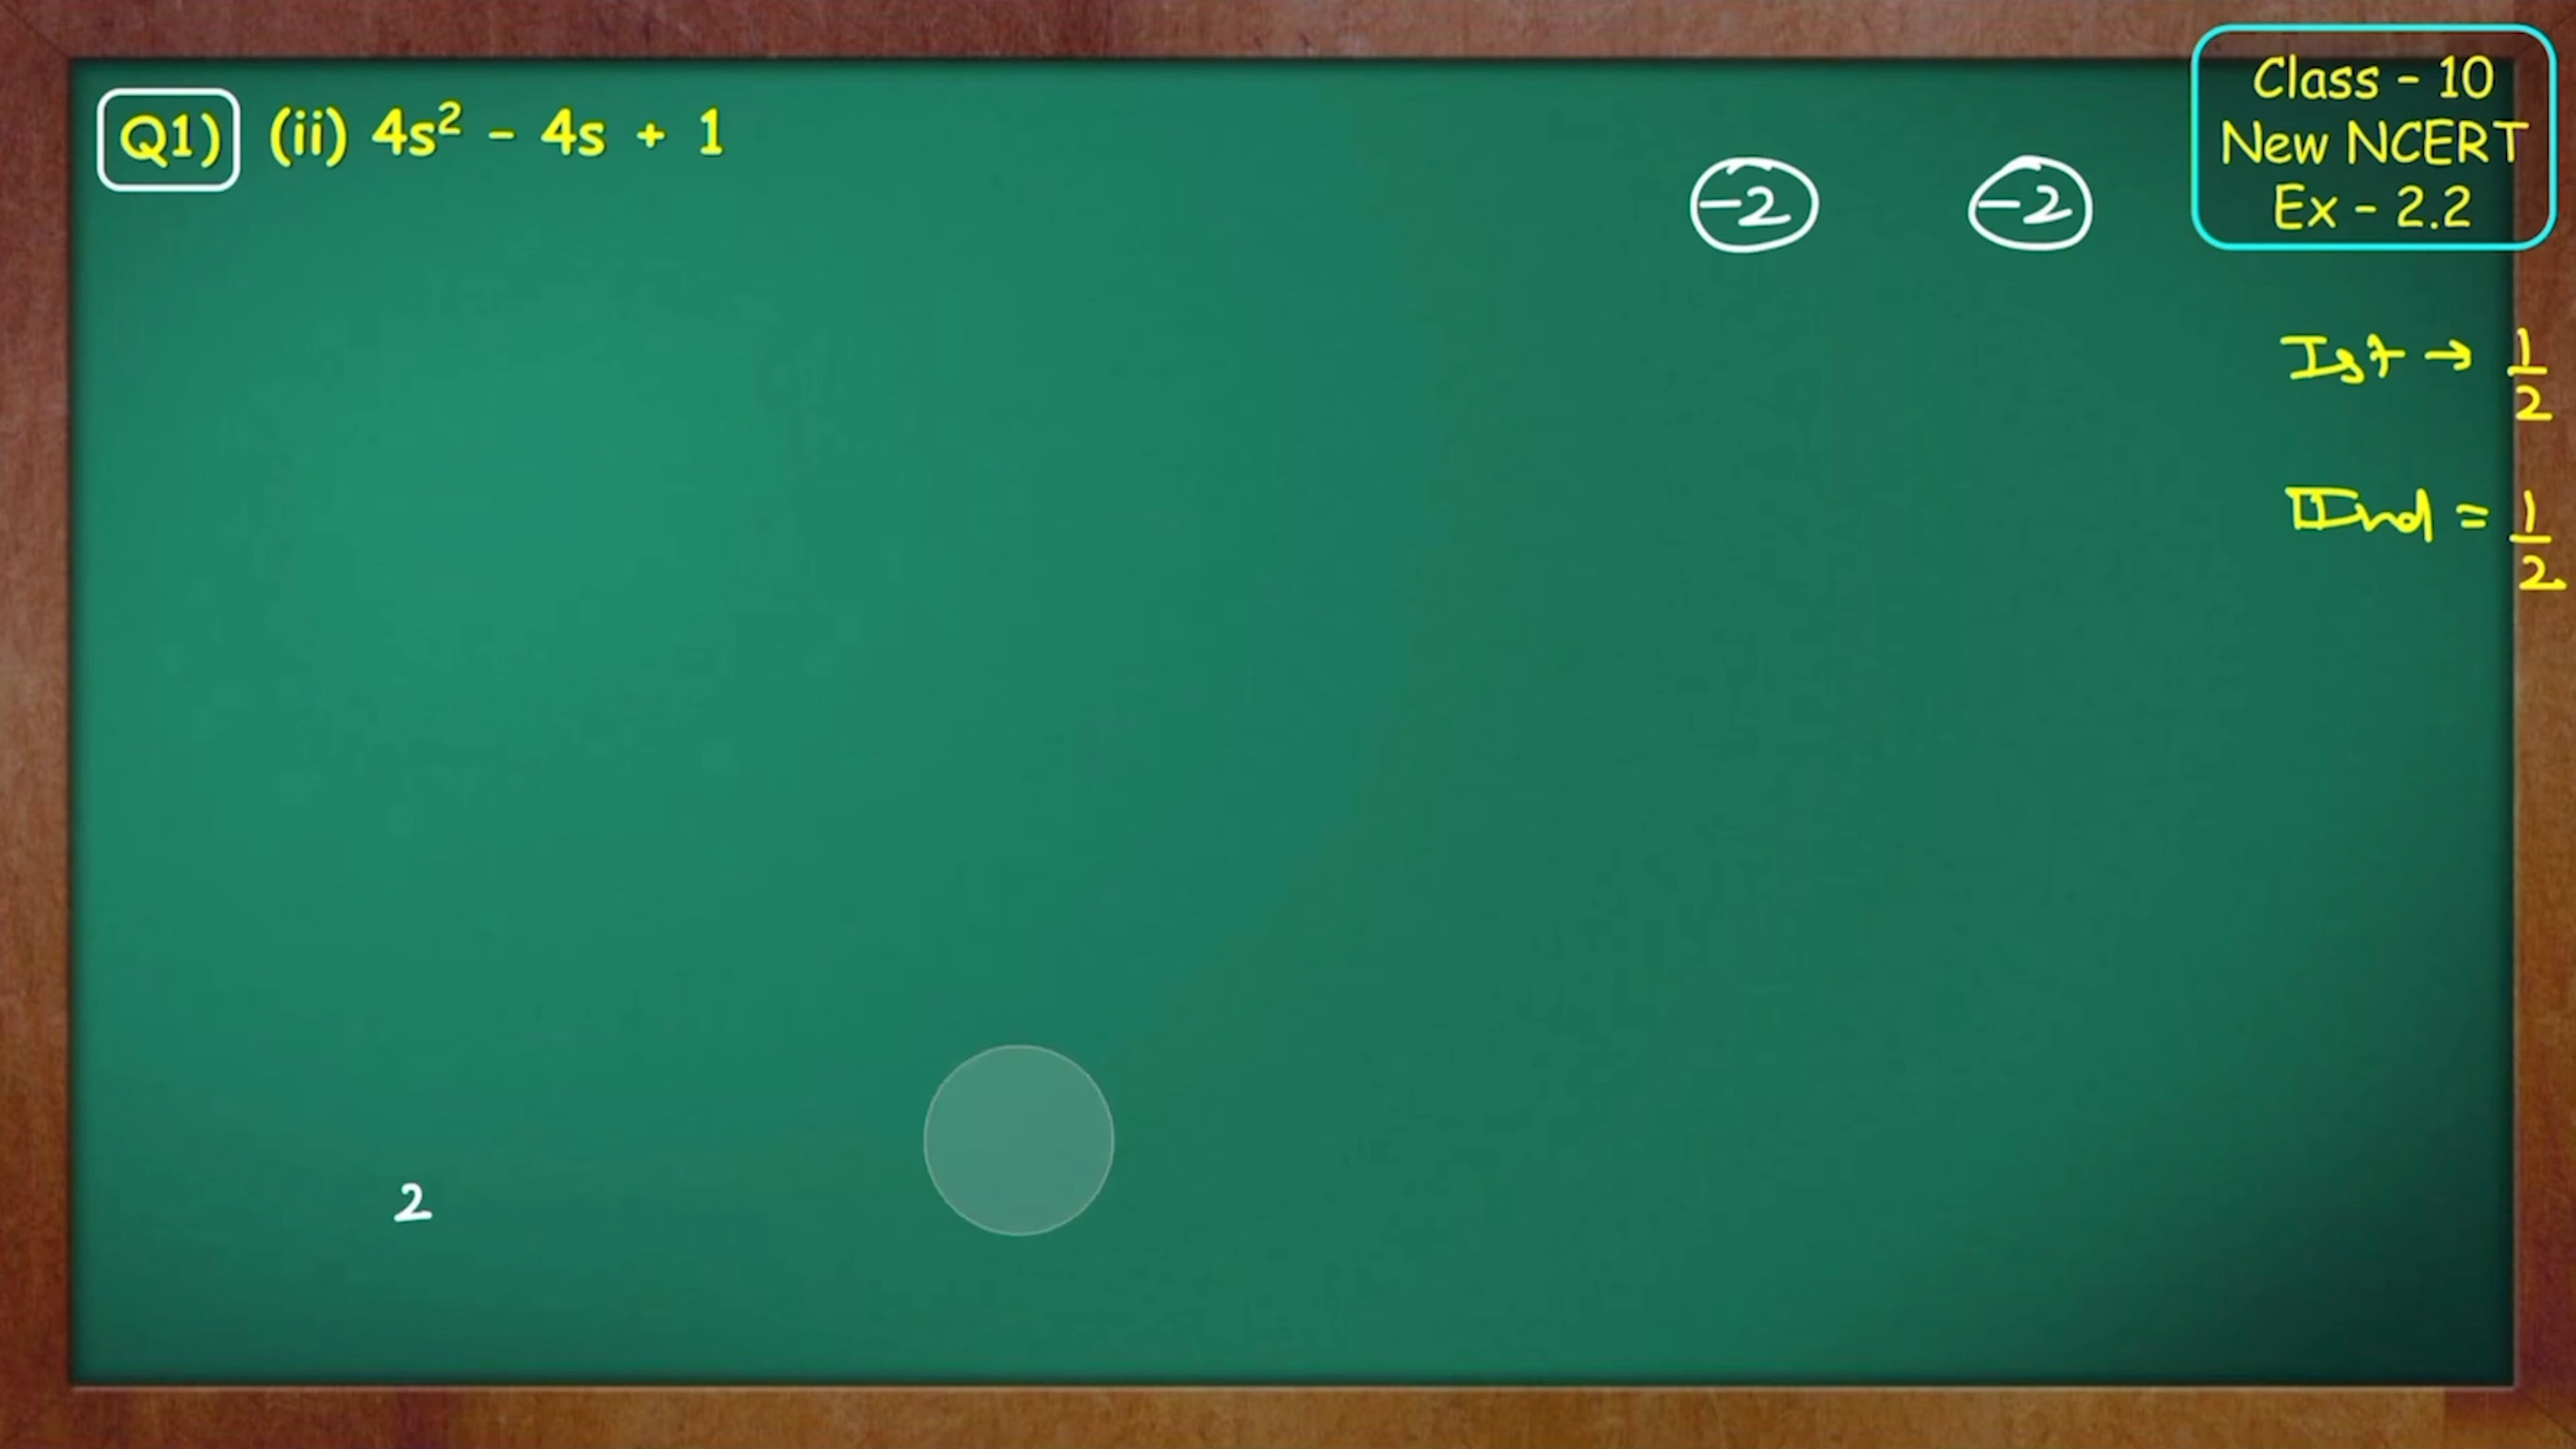 Q1) (ii) 4s² - 4s + 1
Class - 10
New NCERT
Ex - 2.2
-2 -2
Ist → 1/2
IInd = 1/2
2